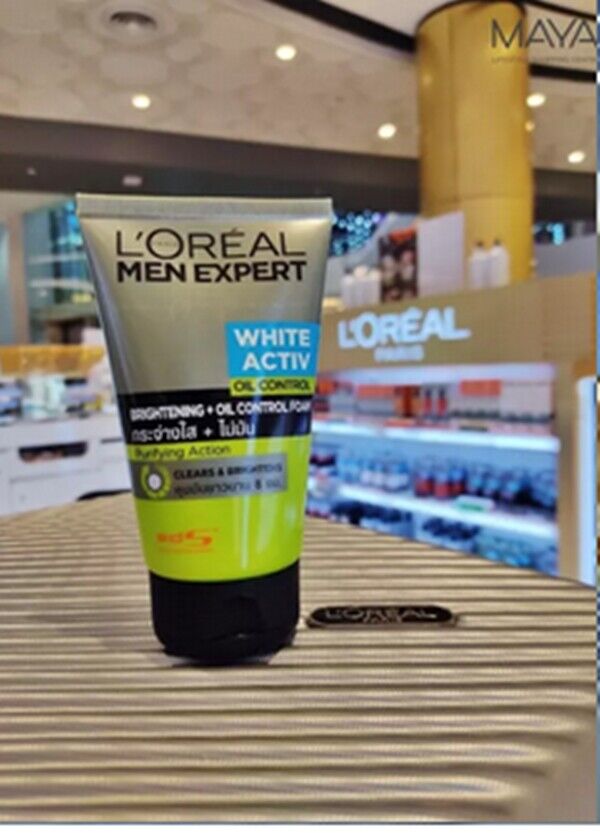 MAYA
L'ORÉAL
MEN EXPERT
WHITE
ACTIV
OIL CONTROL
BRIGHTENING + OIL CONTROL FOAM
กระจ่างใส + ไม่มัน
Purifying Action
CLEARS & BRIGHTENS
L'ORÉAL
PARIS
L'ORÉAL
PARIS